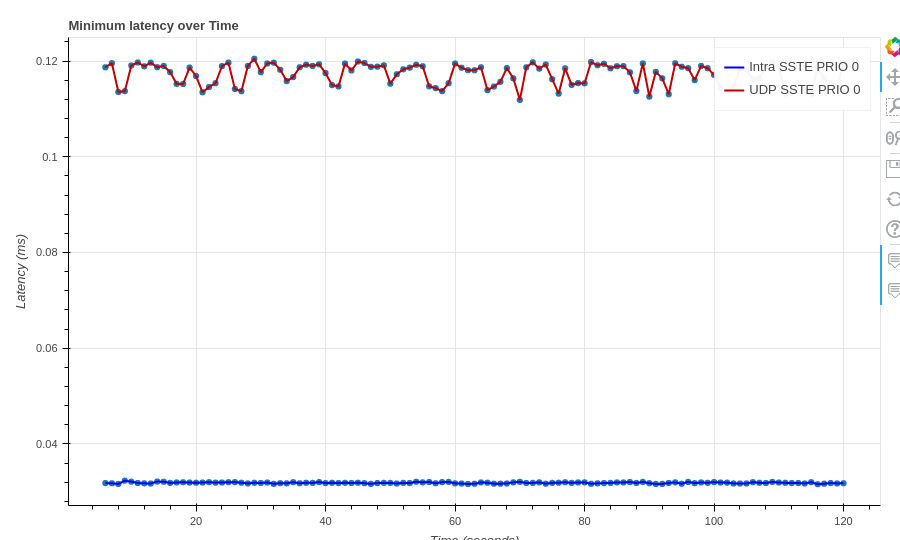 Minimum latency over Time
0.12
0.1
0.08
0.06
0.04
Latency (ms)
Intra SSTE PRIO 0
UDP SSTE PRIO 0
20 40 60 80 100 120
Time (seconds)